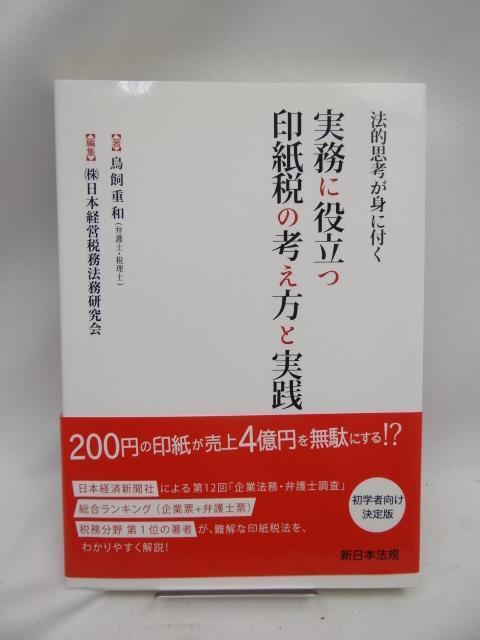 法的思考が身に付く
実務に役立つ
印紙税の考え方と実践
著 鳥飼重和(弁護士・税理士)
編集 ㈱日本経営税務法務研究会
200円の印紙が売上4億円を無駄にする!?
日本経済新聞社による第12回「企業法務・弁護士調査」
総合ランキング(企業票+弁護士票)
税務分野 第1位の著者が、難解な印紙税法を、
わかりやすく解説!
初学者向け
決定版
新日本法規